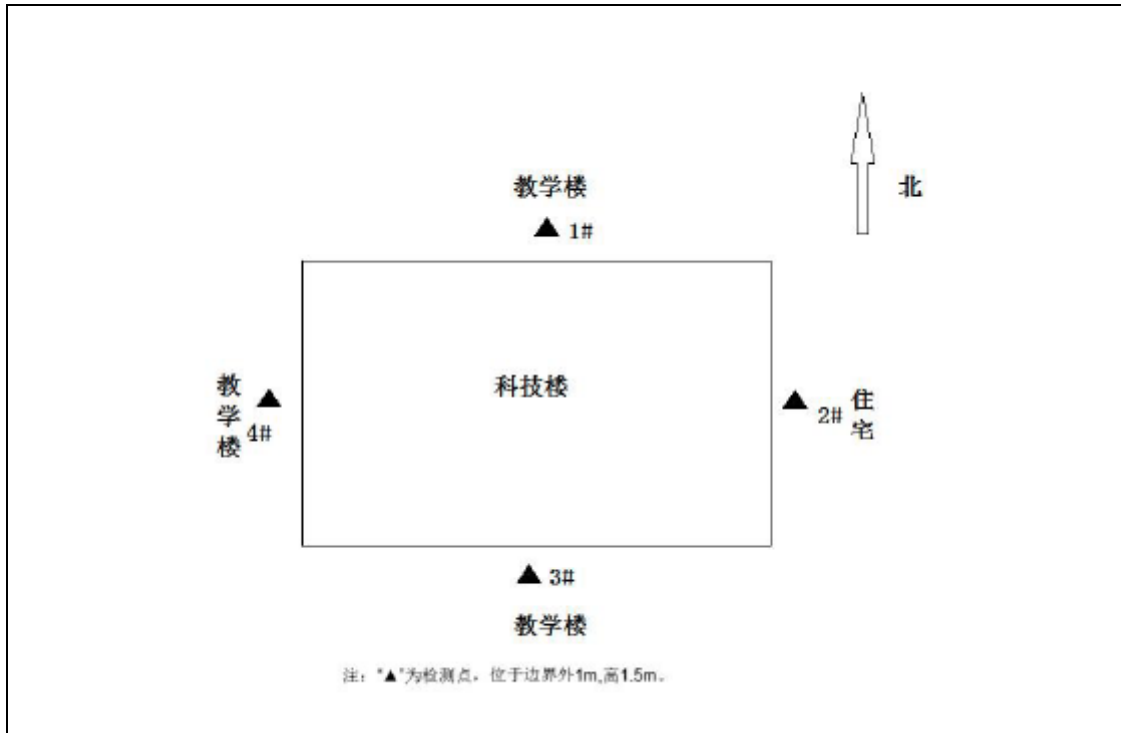 教学楼
▲ 1#
北
科技楼
教学楼
▲
4#
▲ 2#
住宅
▲ 3#
教学楼
注："▲"为检测点，位于边界外1m,高1.5m。